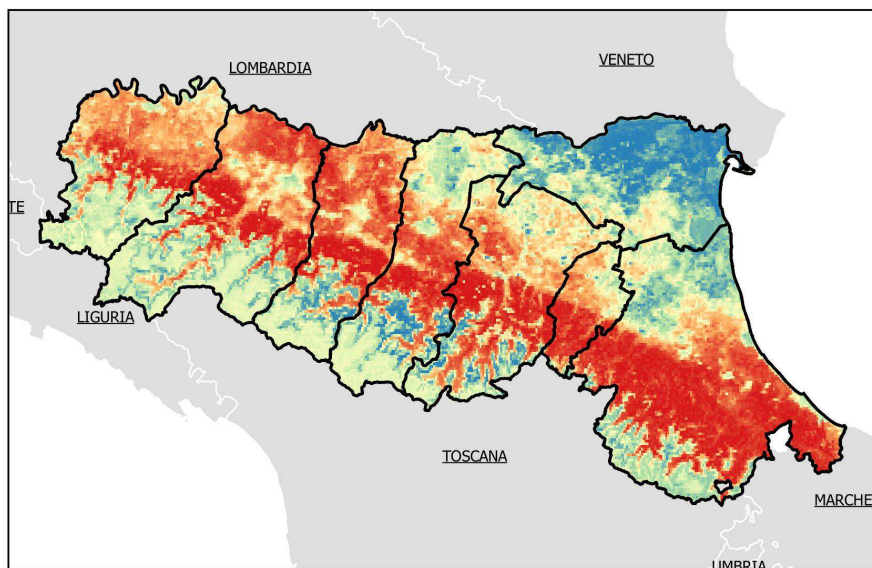 LOMBARDIA
VENETO
TE
LIGURIA
TOSCANA
MARCHE
UMBRIA